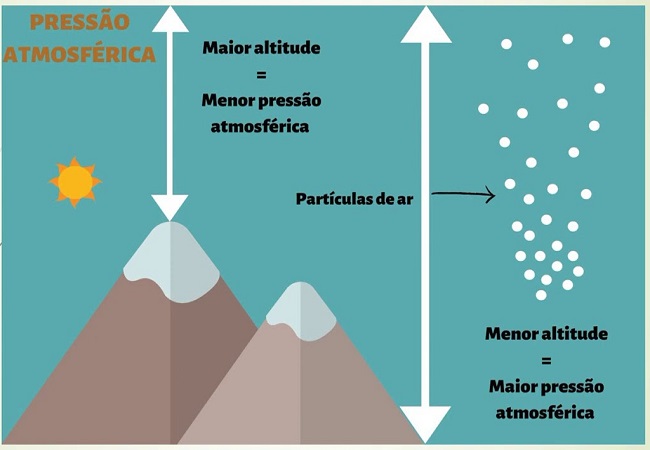 PRESSÃO
ATMOSFÉRICA
Maior altitude
=
Menor pressão
atmosférica
Partículas de ar
Menor altitude
=
Maior pressão
atmosférica